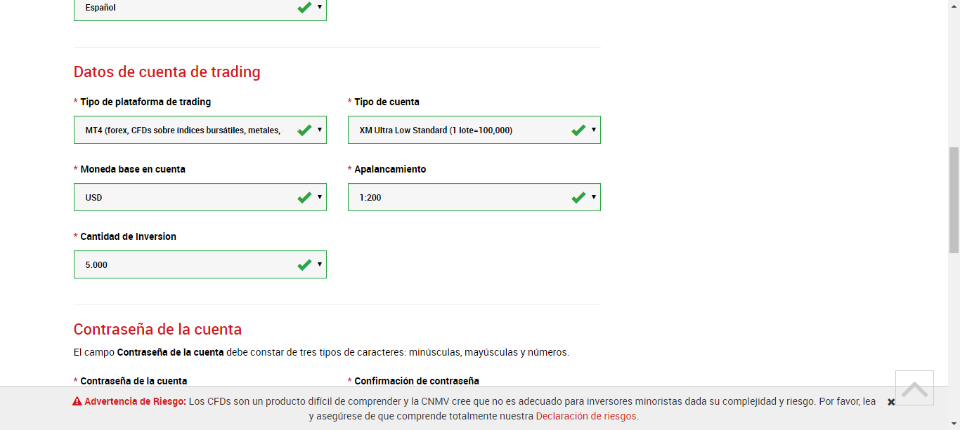 Español
Datos de cuenta de trading
* Tipo de plataforma de trading
* Tipo de cuenta
MT4 (forex, CFDs sobre índices bursátiles, metales,
XM Ultra Low Standard (1 lote=100,000)
* Moneda base en cuenta
* Apalancamiento
USD
1:200
* Cantidad de Inversion
5.000
Contraseña de la cuenta
El campo Contraseña de la cuenta debe constar de tres tipos de caracteres: minúsculas, mayúsculas y números.
* Contraseña de la cuenta
* Confirmación de contraseña
Advertencia de Riesgo: Los CFDs son un producto difícil de comprender y la CNMV cree que no es adecuado para inversores minoristas dada su complejidad y riesgo. Por favor, lea
y asegúrese de que comprende totalmente nuestra Declaración de riesgos.